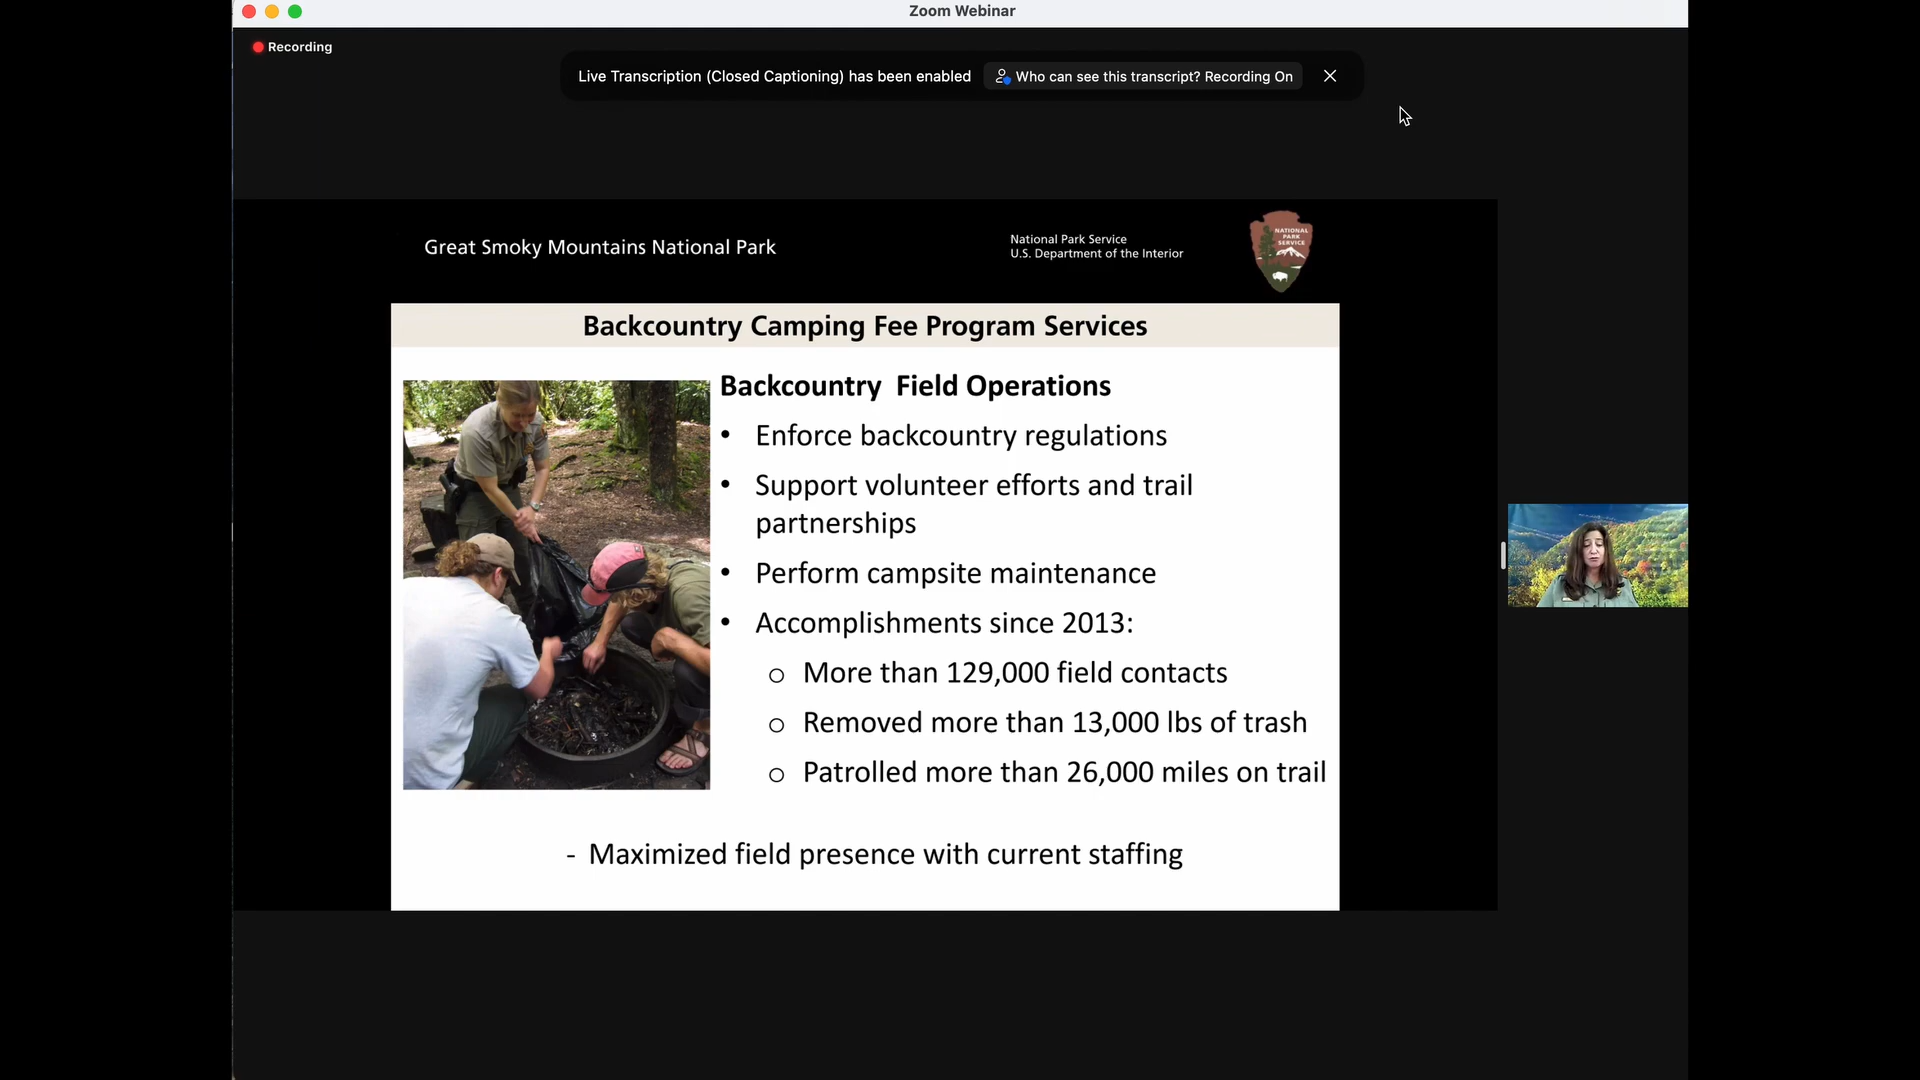 Zoom Webinar
Recording
Live Transcription (Closed Captioning) has been enabled
Who can see this transcript? Recording On
Great Smoky Mountains National Park
National Park Service
U.S. Department of the Interior
NATIONAL
PARK
SERVICE
Backcountry Camping Fee Program Services
Backcountry  Field Operations
• Enforce backcountry regulations
• Support volunteer efforts and trail
partnerships
• Perform campsite maintenance
• Accomplishments since 2013:
o More than 129,000 field contacts
o Removed more than 13,000 lbs of trash
o Patrolled more than 26,000 miles on trail
- Maximized field presence with current staffing